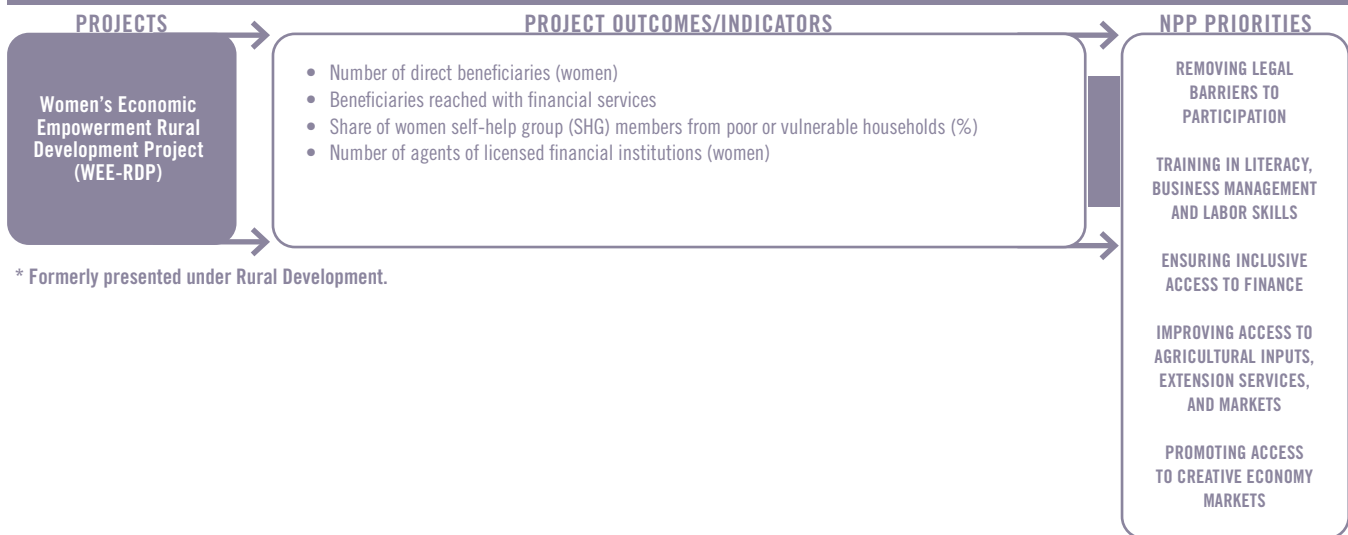 PROJECTS
PROJECT OUTCOMES/INDICATORS
NPP PRIORITIES
Women's Economic
Empowerment Rural
Development Project
(WEE-RDP)
• Number of direct beneficiaries (women)
• Beneficiaries reached with financial services
• Share of women self-help group (SHG) members from poor or vulnerable households (%)
• Number of agents of licensed financial institutions (women)
REMOVING LEGAL
BARRIERS TO
PARTICIPATION
TRAINING IN LITERACY,
BUSINESS MANAGEMENT
AND LABOR SKILLS
ENSURING INCLUSIVE
ACCESS TO FINANCE
IMPROVING ACCESS TO
AGRICULTURAL INPUTS,
EXTENSION SERVICES,
AND MARKETS
PROMOTING ACCESS
TO CREATIVE ECONOMY
MARKETS
* Formerly presented under Rural Development.